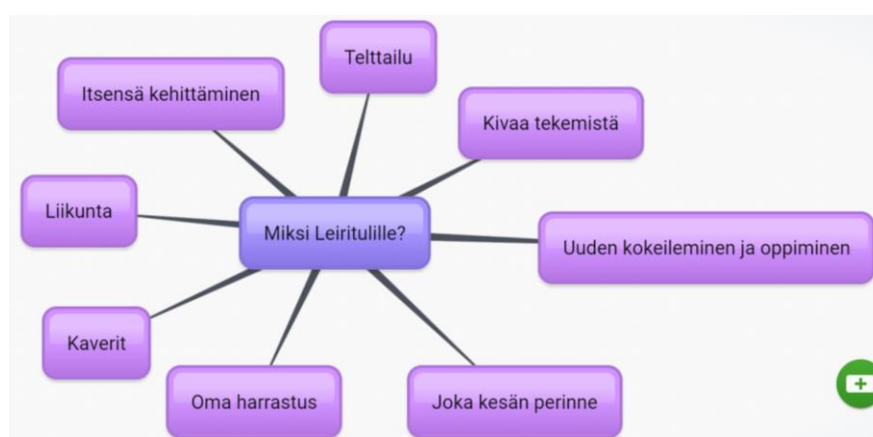 Telttailu
Itsensä kehittäminen
Kivaa tekemistä
Liikunta
Miksi Leiritulille?
Uuden kokeileminen ja oppiminen
Kaverit
Oma harrastus
Joka kesän perinne